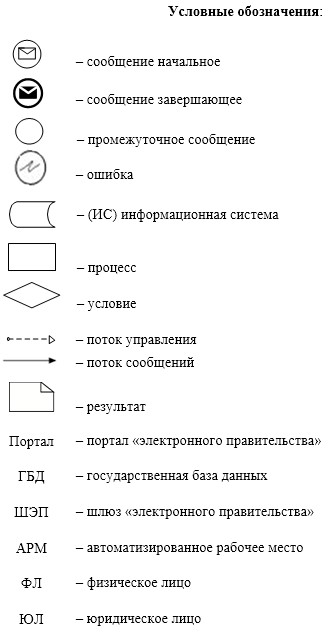 Условные обозначения:
– сообщение начальное
– сообщение завершающее
– промежуточное сообщение
– ошибка
– (ИС) информационная система
– процесс
– условие
– поток управления
– поток сообщений
– результат
Портал – портал «электронного правительства»
ГБД – государственная база данных
ШЭП – шлюз «электронного правительства»
АРМ – автоматизированное рабочее место
ФЛ – физическое лицо
ЮЛ – юридическое лицо